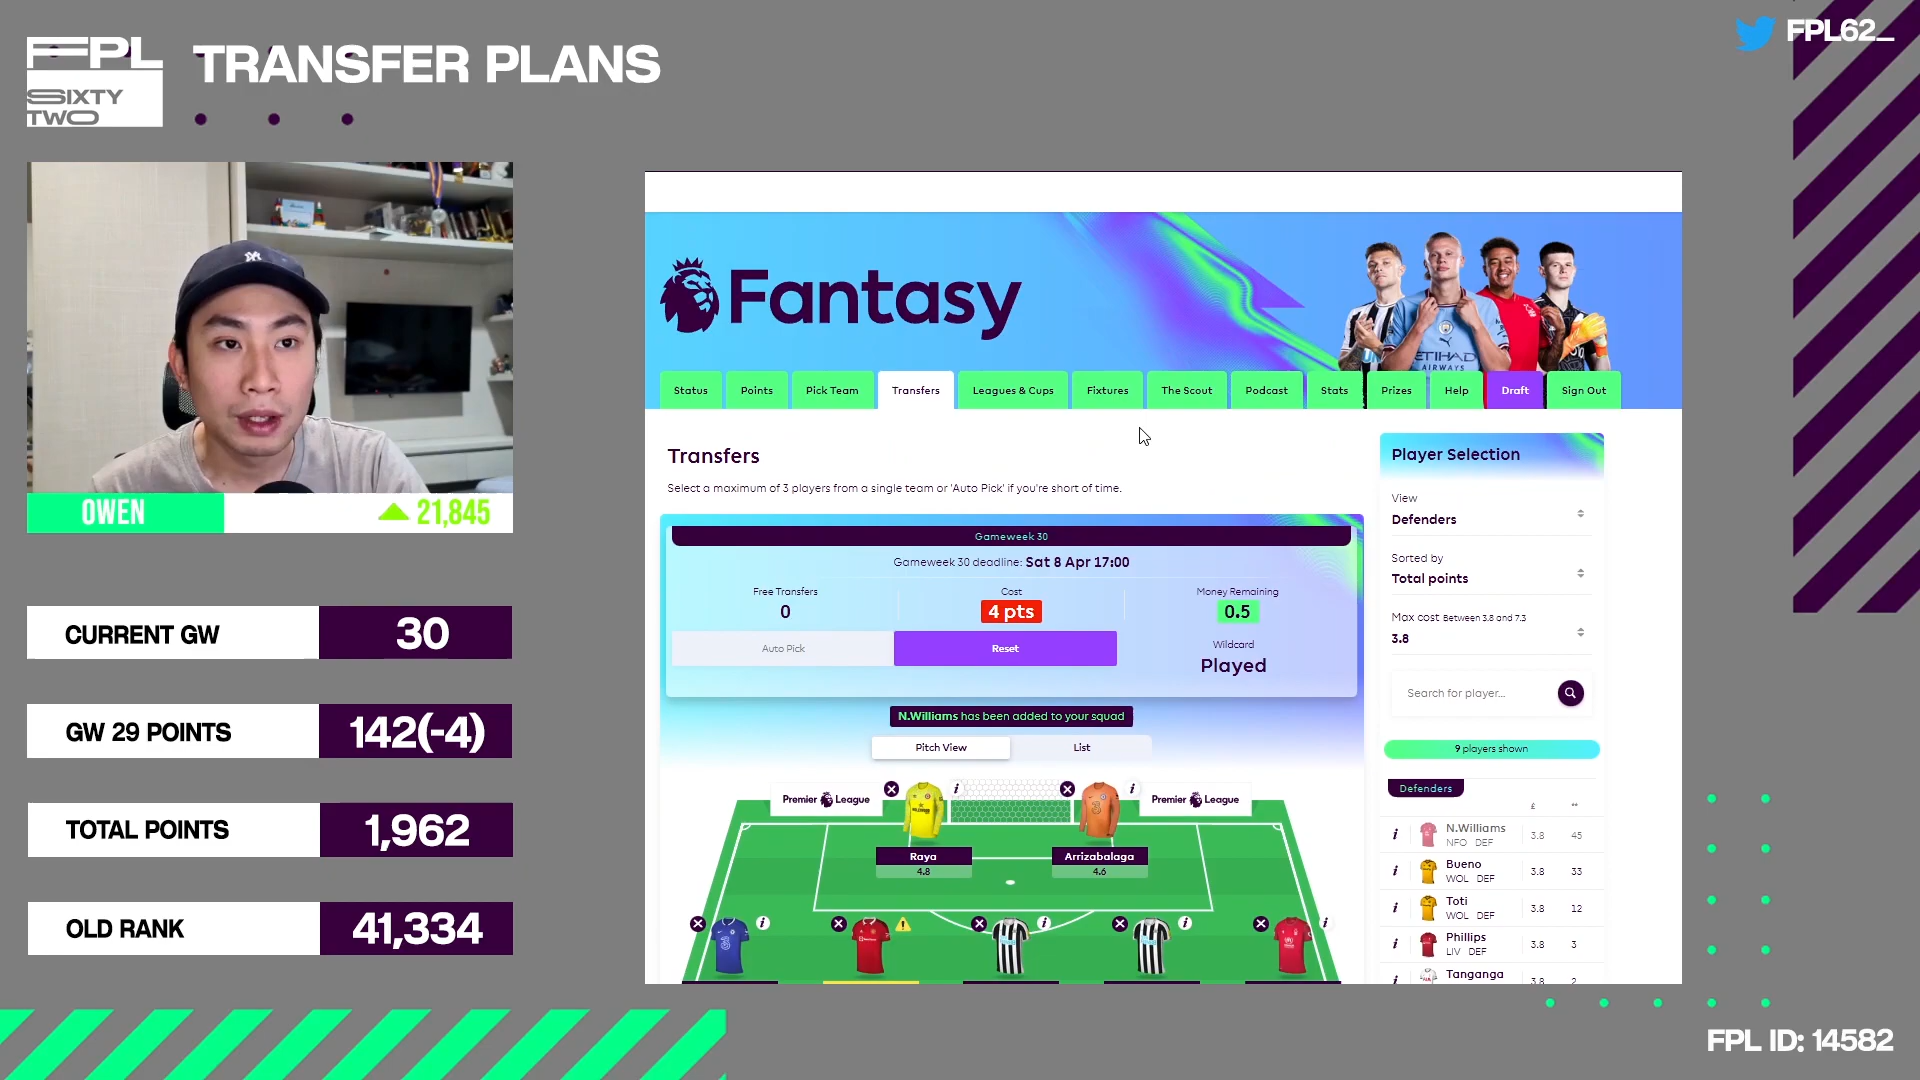 FPL
SIXTY
TWO
TRANSFER PLANS
FPL62_
OWEN
21,845
CURRENT GW
30
GW 29 POINTS
142(-4)
TOTAL POINTS
1,962
OLD RANK
41,334
Fantasy
ETIHAD
AIRWAYS
Status
Points
Pick Team
Transfers
Leagues & Cups
Fixtures
The Scout
Podcast
Stats
Prizes
Help
Draft
Sign Out
Transfers
Select a maximum of 3 players from a single team or 'Auto Pick' if you're short of time.
Gameweek 30
Gameweek 30 deadline: Sat 8 Apr 17:00
Free Transfers
0
Cost
4 pts
Money Remaining
0.5
Auto Pick
Reset
Wildcard
Played
N.Williams has been added to your squad
Pitch View
List
Premier League
Premier League
Raya
4.8
Arrizabalaga
4.6
Player Selection
View
Defenders
Sorted by
Total points
Max cost Between 3.8 and 7.3
3.8
Search for player...
9 players shown
Defenders
£ **
N.Williams
NFO DEF
3.8 45
Bueno
WOL DEF
3.8 33
Toti
WOL DEF
3.8 12
Phillips
LIV DEF
3.8 3
Tanganga
3.8 2
FPL ID: 14582